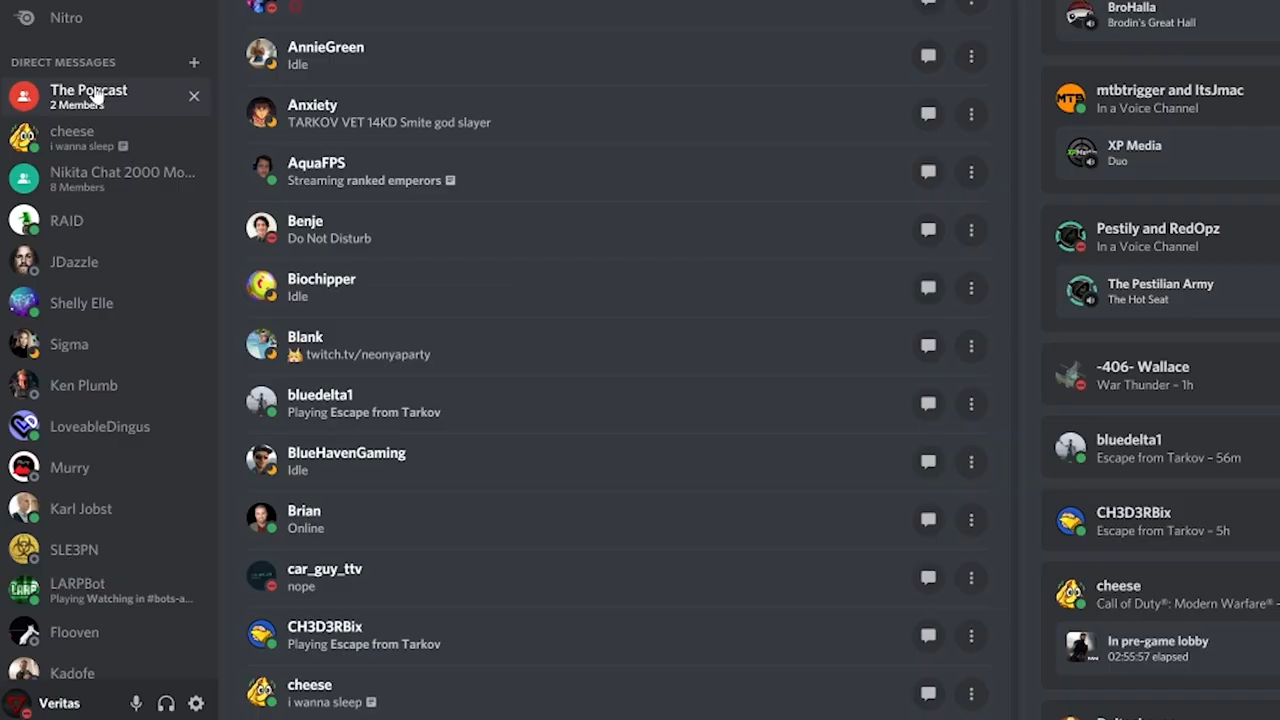 Nitro
DIRECT MESSAGES
The Porcast
2 Members
cheese
i wanna sleep
Nikita Chat 2000 Mo...
8 Members
RAID
JDazzle
Shelly Elle
Sigma
Ken Plumb
LoveableDingus
Murry
Karl Jobst
SLE3PN
LARPBot
Playing Watching in #bots-a...
Flooven
Kadofe
Veritas
AnnieGreen
Idle
Anxiety
TARKOV VET 14KD Smite god slayer
AquaFPS
Streaming ranked emperors
Benje
Do Not Disturb
Biochipper
Idle
Blank
twitch.tv/neonyaparty
bluedelta1
Playing Escape from Tarkov
BlueHavenGaming
Idle
Brian
Online
car_guy_ttv
nope
CH3D3RBix
Playing Escape from Tarkov
cheese
i wanna sleep
BroHalla
Brodin's Great Hall
mtbtrigger and ItsJmac
In a Voice Channel
XP Media
Duo
Pestily and RedOpz
In a Voice Channel
The Pestilian Army
The Hot Seat
-406- Wallace
War Thunder – 1h
bluedelta1
Escape from Tarkov – 56m
CH3D3RBix
Escape from Tarkov – 5h
cheese
Call of Duty®: Modern Warfare® –
In pre-game lobby
02:55:57 elapsed